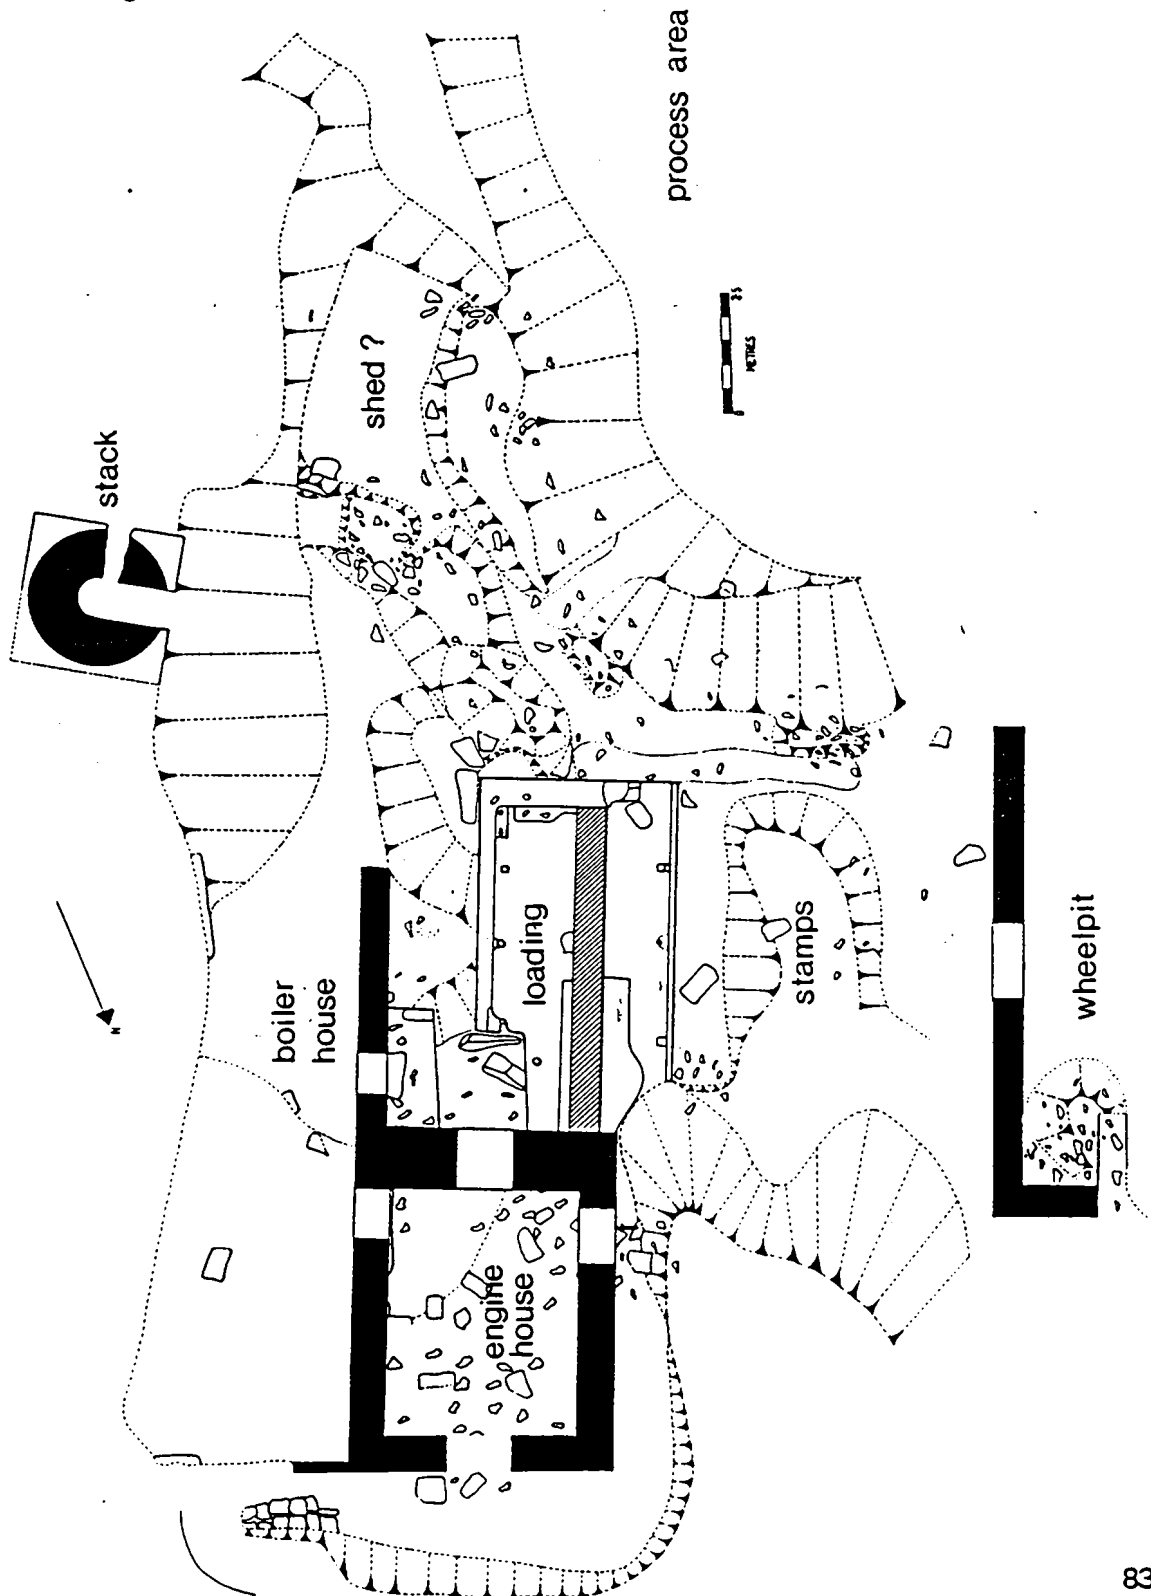 process area
shed ?
stack
METRES
boiler
house
loading
stamps
wheelpit
engine
house
N
83